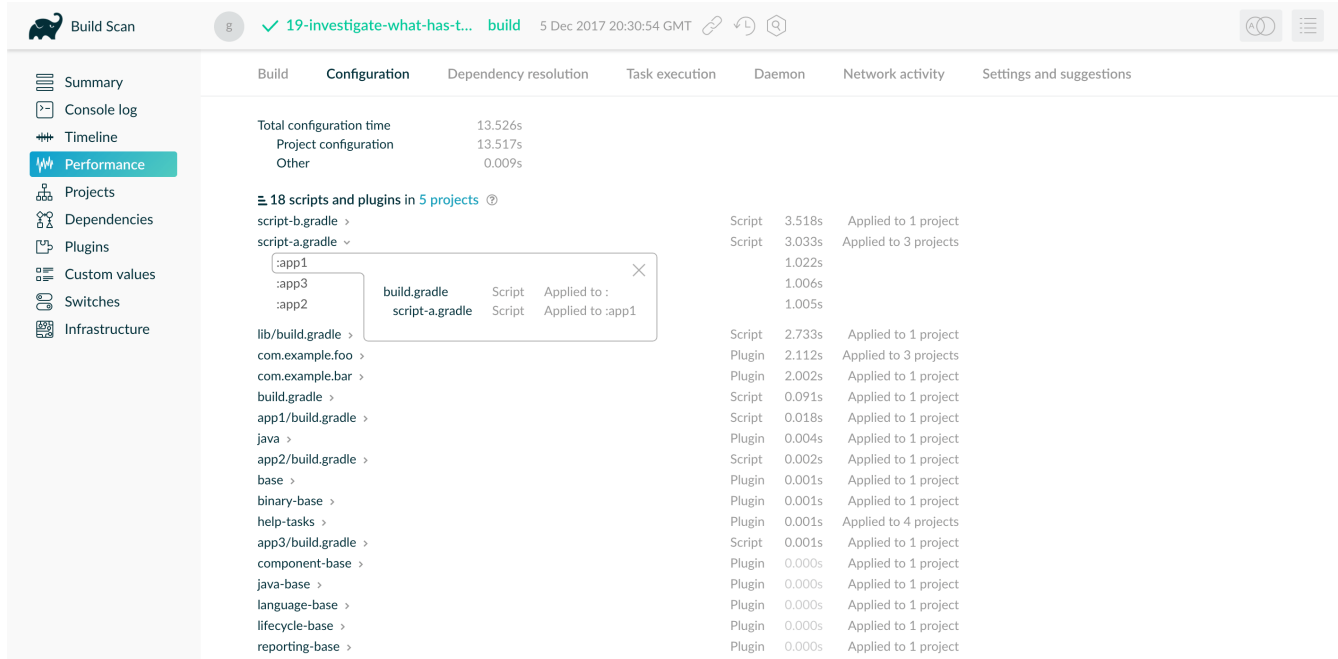 Build Scan
g 19-investigate-what-has-t... build 5 Dec 2017 20:30:54 GMT
Summary
Console log
Timeline
Performance
Projects
Dependencies
Plugins
Custom values
Switches
Infrastructure
Build Configuration Dependency resolution Task execution Daemon Network activity Settings and suggestions
Total configuration time 13.526s
Project configuration 13.517s
Other 0.009s
18 scripts and plugins in 5 projects ?
script-b.gradle > Script 3.518s Applied to 1 project
script-a.gradle Script 3.033s Applied to 3 projects
:app1 1.022s
:app3 1.006s
:app2 1.005s
build.gradle Script Applied to :
script-a.gradle Script Applied to :app1
lib/build.gradle > Script 2.733s Applied to 1 project
com.example.foo > Plugin 2.112s Applied to 3 projects
com.example.bar > Plugin 2.002s Applied to 1 project
build.gradle > Script 0.091s Applied to 1 project
app1/build.gradle > Script 0.018s Applied to 1 project
java > Plugin 0.004s Applied to 1 project
app2/build.gradle > Script 0.002s Applied to 1 project
base > Plugin 0.001s Applied to 1 project
binary-base > Plugin 0.001s Applied to 1 project
help-tasks > Plugin 0.001s Applied to 4 projects
app3/build.gradle > Script 0.001s Applied to 1 project
component-base > Plugin 0.000s Applied to 1 project
java-base > Plugin 0.000s Applied to 1 project
language-base > Plugin 0.000s Applied to 1 project
lifecycle-base > Plugin 0.000s Applied to 1 project
reporting-base > Plugin 0.000s Applied to 1 project